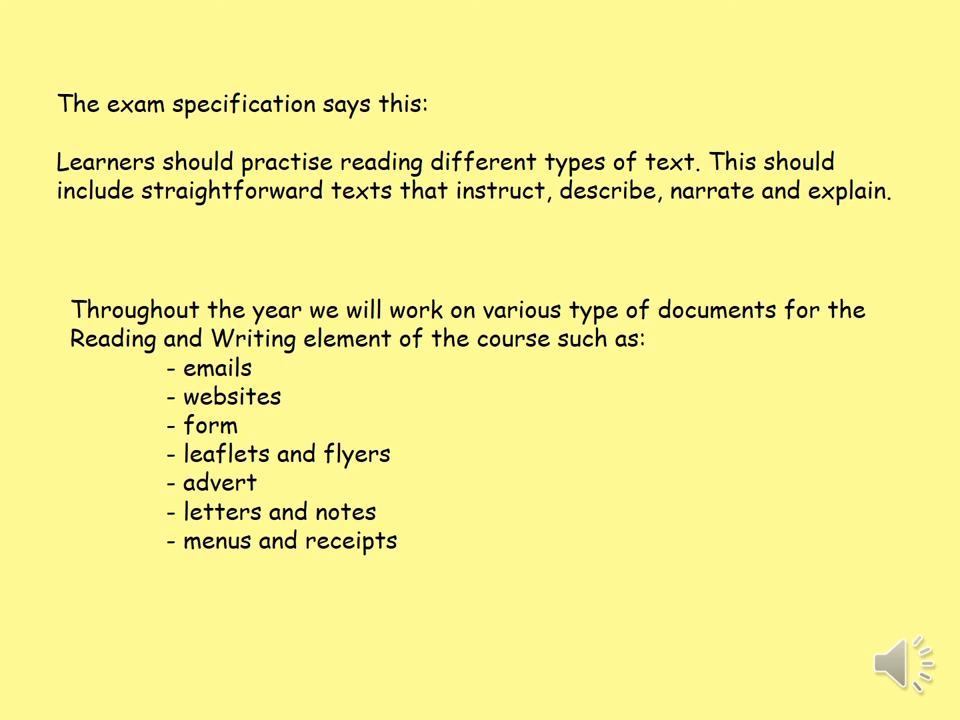 The exam specification says this:
Learners should practise reading different types of text. This should
include straightforward texts that instruct, describe, narrate and explain.
Throughout the year we will work on various type of documents for the
Reading and Writing element of the course such as:
- emails
- websites
- form
- leaflets and flyers
- advert
- letters and notes
- menus and receipts